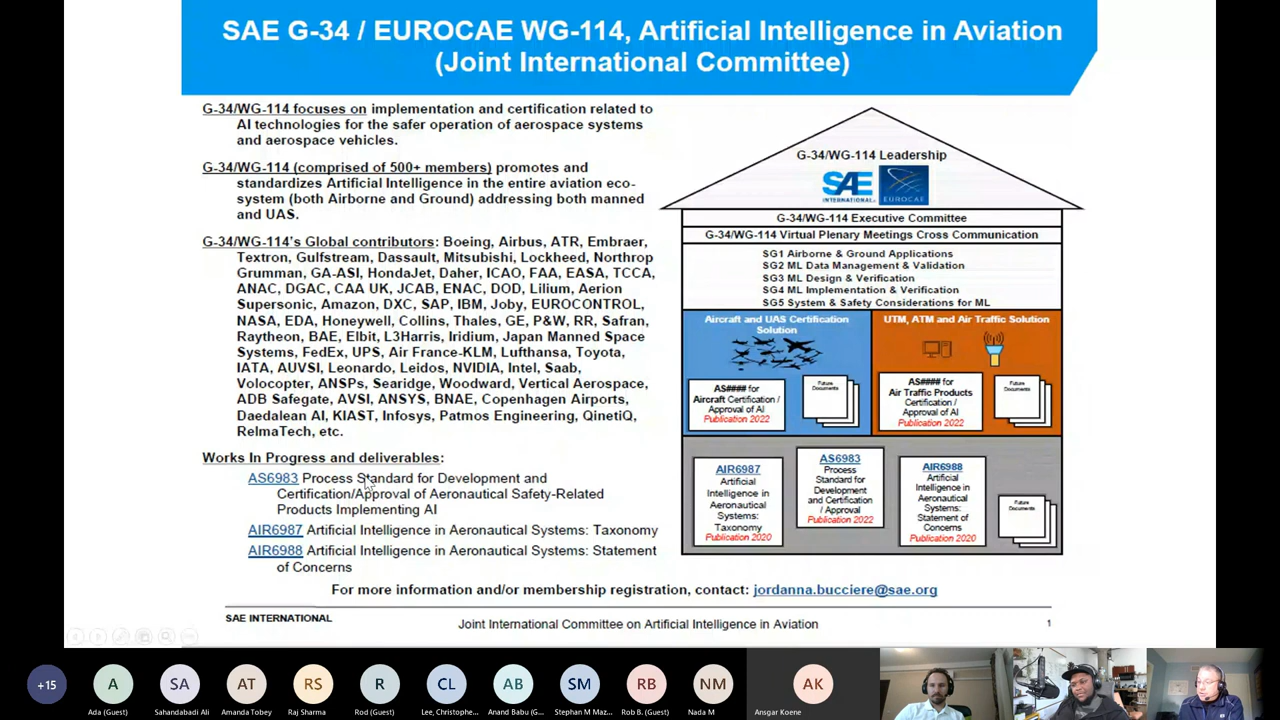 SAE G-34 / EUROCAE WG-114, Artificial Intelligence in Aviation
(Joint International Committee)
G-34/WG-114 focuses on implementation and certification related to
AI technologies for the safer operation of aerospace systems
and aerospace vehicles.
G-34/WG-114 (comprised of 500+ members) promotes and
standardizes Artificial Intelligence in the entire aviation eco-
system (both Airborne and Ground) addressing both manned
and UAS.
G-34/WG-114's Global contributors: Boeing, Airbus, ATR, Embraer,
Textron, Gulfstream, Dassault, Mitsubishi, Lockheed, Northrop
Grumman, GA-ASI, HondaJet, Daher, ICAO, FAA, EASA, TCCA,
ANAC, DGAC, CAA UK, JCAB, ENAC, DOD, Lilium, Aerion
Supersonic, Amazon, DXC, SAP, IBM, Joby, EUROCONTROL,
NASA, EDA, Honeywell, Collins, Thales, GE, P&W, RR, Safran,
Raytheon, BAE, Elbit, L3Harris, Iridium, Japan Manned Space
Systems, FedEx, UPS, Air France-KLM, Lufthansa, Toyota,
IATA, AUVSI, Leonardo, Leidos, NVIDIA, Intel, Saab,
Volocopter, ANSPs, Searidge, Woodward, Vertical Aerospace,
ADB Safegate, AVSI, ANSYS, BNAE, Copenhagen Airports,
Daedalean AI, KIAST, Infosys, Patmos Engineering, QinetiQ,
RelmaTech, etc.
Works In Progress and deliverables:
AS6983 Process Standard for Development and
Certification/Approval of Aeronautical Safety-Related
Products Implementing AI
AIR6987 Artificial Intelligence in Aeronautical Systems: Taxonomy
AIR6988 Artificial Intelligence in Aeronautical Systems: Statement
of Concerns
G-34/WG-114 Leadership
SAE
INTERNATIONAL
EUROCAE
G-34/WG-114 Executive Committee
G-34/WG-114 Virtual Plenary Meetings Cross Communication
SG1 Airborne & Ground Applications
SG2 ML Data Management & Validation
SG3 ML Design & Verification
SG4 ML Implementation & Verification
SG5 System & Safety Considerations for ML
Aircraft and UAS Certification
Solution
AS#### for
Aircraft Certification /
Approval of AI
Publication 2022
Future
Documents
UTM, ATM and Air Traffic Solution
AS#### for
Air Traffic Products
Certification /
Approval of AI
Publication 2022
Future
Documents
AIR6987
Artificial
Intelligence in
Aeronautical
Systems:
Taxonomy
Publication 2020
AS6983
Process
Standard for
Development
and Certification
/ Approval
Publication 2022
AIR6988
Artificial
Intelligence in
Aeronautical
Systems:
Statement of
Concerns
Publication 2020
Future
Documents
For more information and/or membership registration, contact: jordanna.bucciere@sae.org
SAE INTERNATIONAL
Joint International Committee on Artificial Intelligence in Aviation
1
+15
A
SA
AT
RS
R
CL
AB
SM
RB
NM
AK
Ada (Guest)
Sahandabadi Ali
Amanda Tobey
Raj Sharma
Rod (Guest)
Lee, Christophe...
Anand Babu (G...
Stephan M Maz...
Rob B. (Guest)
Nada M
Ansgar Koene